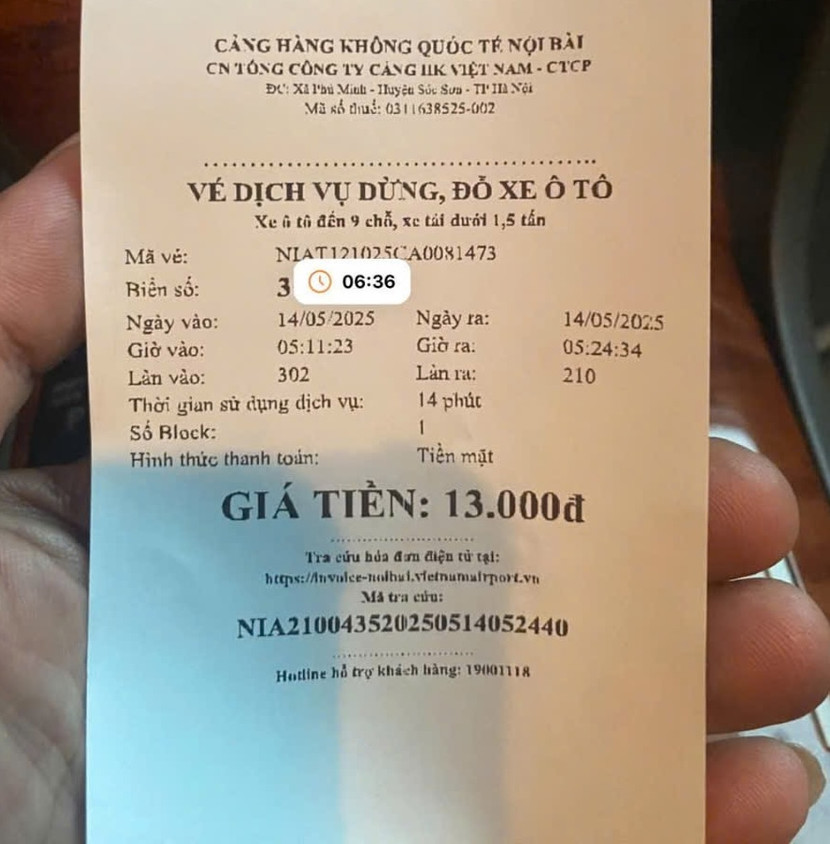 CẢNG HÀNG KHÔNG QUỐC TẾ NỘI BÀI
CN TỔNG CÔNG TY CẢNG HK VIỆT NAM - CTCP
ĐC: Xã Phú Minh - Huyện Sóc Sơn - TP Hà Nội
Mã số thuế: 0311638525-002
VÉ DỊCH VỤ DỪNG, ĐỖ XE Ô TÔ
Xe ô tô đến 9 chỗ, xe tải dưới 1,5 tấn
Mã vé: NIAT121025CA0081473
Biển số: 3 06:36
Ngày vào: 14/05/2025 Ngày ra: 14/05/2025
Giờ vào: 05:11:23 Giờ ra: 05:24:34
Làn vào: 302 Làn ra: 210
Thời gian sử dụng dịch vụ: 14 phút
Số Block: 1
Hình thức thanh toán: Tiền mặt
GIÁ TIỀN: 13.000đ
Tra cứu hóa đơn điện tử tại:
https://invoice-noibai.vietnamairport.vn
Mã tra cứu:
NIA210043520250514052440
Hotline hỗ trợ khách hàng: 19001118